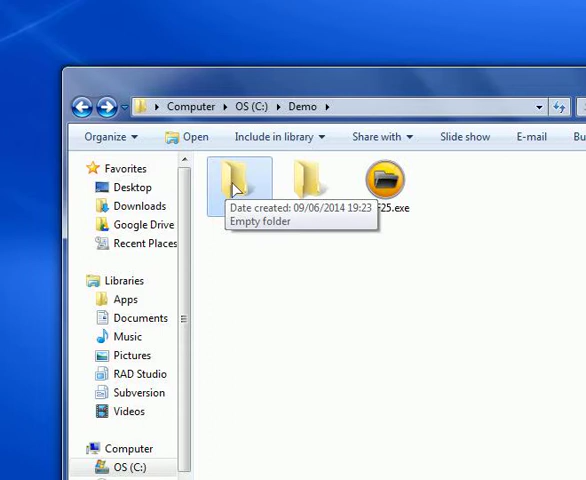 Computer ▸ OS (C:) ▸ Demo ▸
Organize Open Include in library Share with Slide show E-mail
Favorites
Desktop
Downloads
Google Drive
Recent Places
Libraries
Apps
Documents
Music
Pictures
RAD Studio
Subversion
Videos
Computer
OS (C:)
Date created: 09/06/2014 19:23
Empty folder
F25.exe